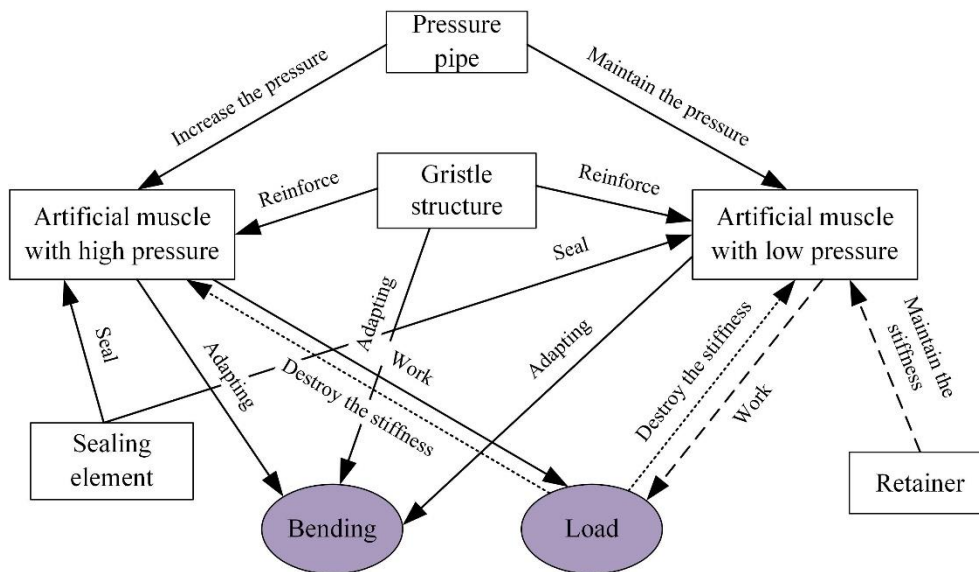 Pressure
pipe
Increase the pressure
Maintain the pressure
Gristle
structure
Reinforce
Reinforce
Artificial muscle
with high pressure
Artificial muscle
with low pressure
Seal
Seal
Adapting
Adapting
Adapting
Work
Destroy the stiffness
Destroy the stiffness
Work
Maintain the
stiffness
Sealing
element
Bending
Load
Retainer